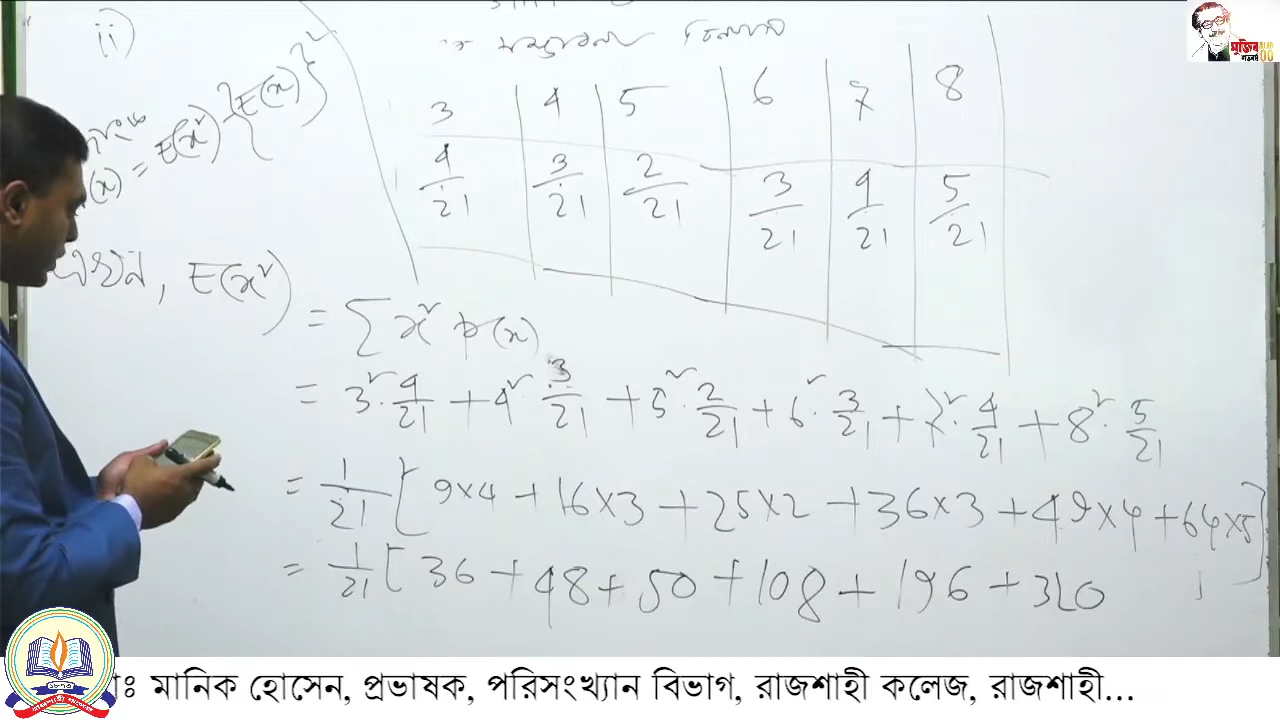 ii)
সম্ভাবনা বিন্যাস
3 4 5 6 7 8
4/21 3/21 2/21 3/21 4/21 5/21
(x) = E(x²) - {E(x)}²
এখন, E(x²)
= Σ x² p(x)
= 3²·4/21 + 4²·3/21 + 5²·2/21 + 6²·3/21 + 7²·4/21 + 8²·5/21
= 1/21 [9×4 + 16×3 + 25×2 + 36×3 + 49×4 + 64×5]
= 1/21 [36 + 48 + 50 + 108 + 196 + 320
মানিক হোসেন, প্রভাষক, পরিসংখ্যান বিভাগ, রাজশাহী কলেজ, রাজশাহী...
মুজিব